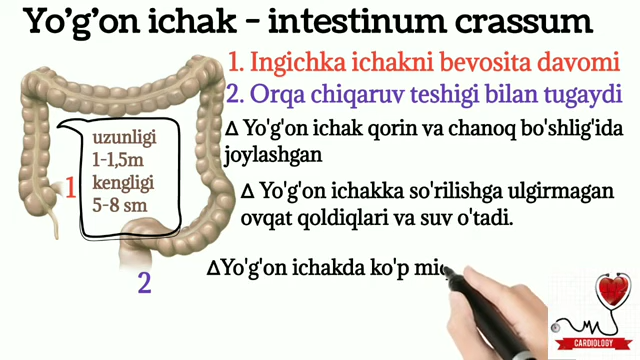 Yo'g'on ichak - intestinum crassum
1. Ingichka ichakni bevosita davomi
2. Orqa chiqaruv teshigi bilan tugaydi
∆ Yo'g'on ichak qorin va chanoq bo'shlig'ida
joylashgan
uzunligi
1-1,5m
kengligi
5-8 sm
1
∆ Yo'g'on ichakka so'rilishga ulgirmagan
ovqat qoldiqlari va suv o'tadi.
∆Yo'g'on ichakda ko'p
2
CARDIOLOGY